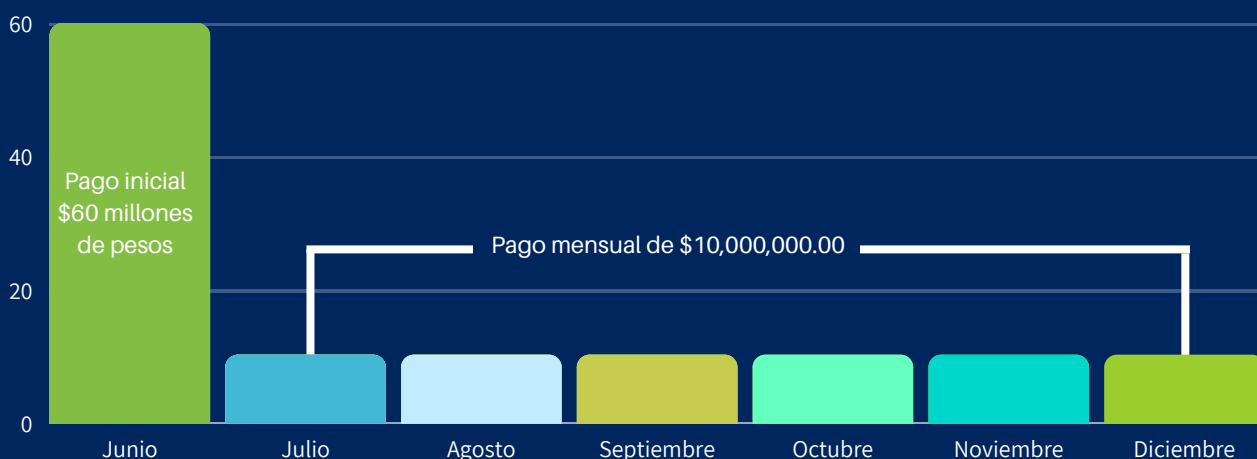 60
40
20
0
Pago inicial
$60 millones
de pesos
Pago mensual de $10,000,000.00
Junio Julio Agosto Septiembre Octubre Noviembre Diciembre